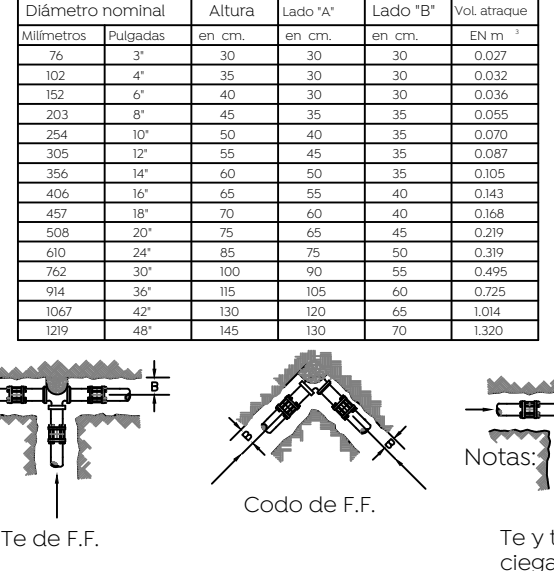 Diámetro nominal Altura Lado "A" Lado "B" Vol. atraque
Milímetros Pulgadas en cm. en cm. en cm. EN m 3
76 3" 30 30 30 0.027
102 4" 35 30 30 0.032
152 6" 40 30 30 0.036
203 8" 45 35 35 0.055
254 10" 50 40 35 0.070
305 12" 55 45 35 0.087
356 14" 60 50 35 0.105
406 16" 65 55 40 0.143
457 18" 70 60 40 0.168
508 20" 75 65 45 0.219
610 24" 85 75 50 0.319
762 30" 100 90 55 0.495
914 36" 115 105 60 0.725
1067 42" 130 120 65 1.014
1219 48" 145 130 70 1.320
B
B B
Notas:
Codo de F.F.
Te de F.F.
Te y t
ciega